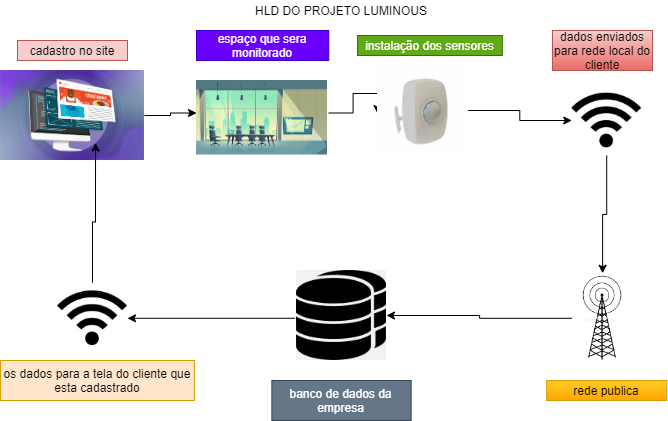 HLD DO PROJETO LUMINOUS
cadastro no site
espaço que sera
monitorado
instalação dos sensores
dados enviados
para rede local do
cliente
os dados para a tela do cliente que
esta cadastrado
banco de dados da
empresa
rede publica